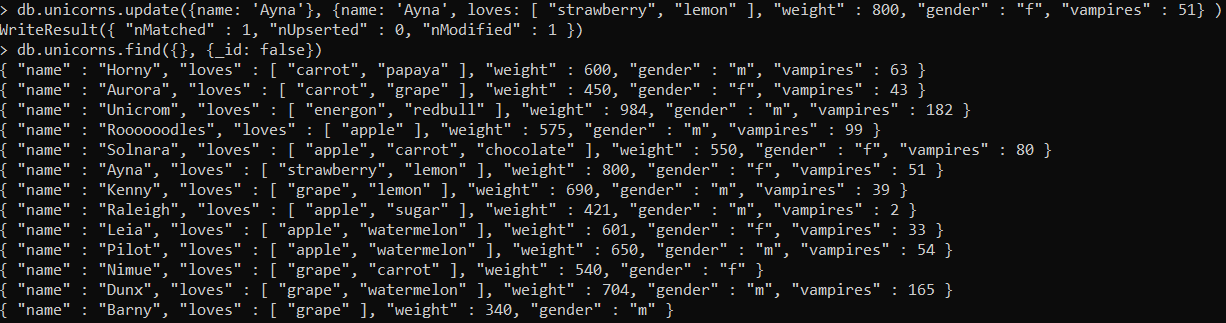 > db.unicorns.update({name: 'Ayna'}, {name: 'Ayna', loves: [ "strawberry", "lemon" ], "weight" : 800, "gender" : "f", "vampires" : 51} )
WriteResult({ "nMatched" : 1, "nUpserted" : 0, "nModified" : 1 })
> db.unicorns.find({}, {_id: false})
{ "name" : "Horny", "loves" : [ "carrot", "papaya" ], "weight" : 600, "gender" : "m", "vampires" : 63 }
{ "name" : "Aurora", "loves" : [ "carrot", "grape" ], "weight" : 450, "gender" : "f", "vampires" : 43 }
{ "name" : "Unicrom", "loves" : [ "energon", "redbull" ], "weight" : 984, "gender" : "m", "vampires" : 182 }
{ "name" : "Roooooodles", "loves" : [ "apple" ], "weight" : 575, "gender" : "m", "vampires" : 99 }
{ "name" : "Solnara", "loves" : [ "apple", "carrot", "chocolate" ], "weight" : 550, "gender" : "f", "vampires" : 80 }
{ "name" : "Ayna", "loves" : [ "strawberry", "lemon" ], "weight" : 800, "gender" : "f", "vampires" : 51 }
{ "name" : "Kenny", "loves" : [ "grape", "lemon" ], "weight" : 690, "gender" : "m", "vampires" : 39 }
{ "name" : "Raleigh", "loves" : [ "apple", "sugar" ], "weight" : 421, "gender" : "m", "vampires" : 2 }
{ "name" : "Leia", "loves" : [ "apple", "watermelon" ], "weight" : 601, "gender" : "f", "vampires" : 33 }
{ "name" : "Pilot", "loves" : [ "apple", "watermelon" ], "weight" : 650, "gender" : "m", "vampires" : 54 }
{ "name" : "Nimue", "loves" : [ "grape", "carrot" ], "weight" : 540, "gender" : "f" }
{ "name" : "Dunx", "loves" : [ "grape", "watermelon" ], "weight" : 704, "gender" : "m", "vampires" : 165 }
{ "name" : "Barny", "loves" : [ "grape" ], "weight" : 340, "gender" : "m" }